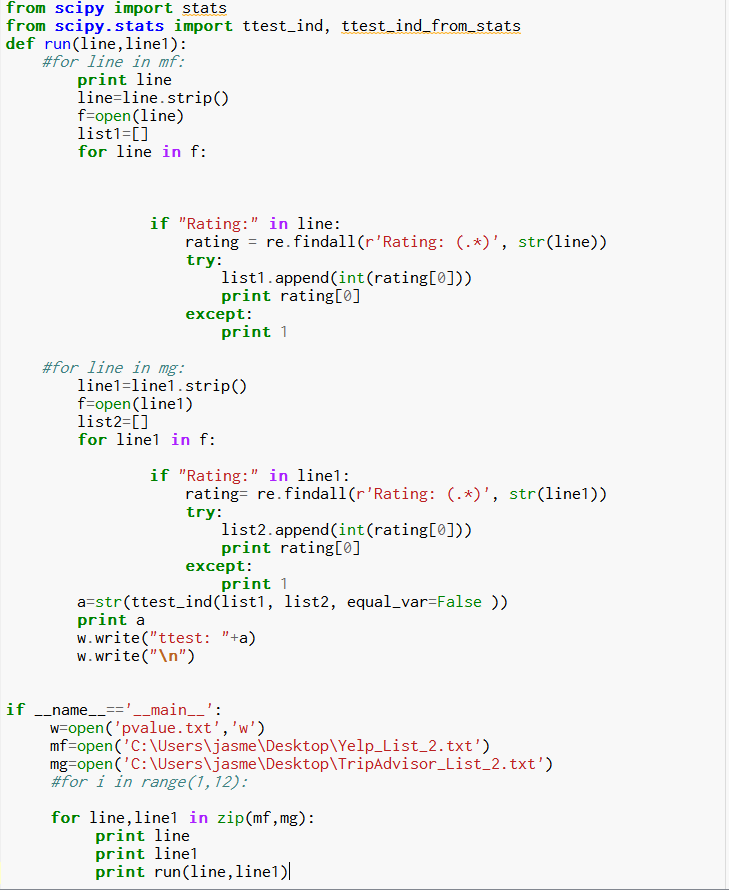 from scipy import stats
from scipy.stats import ttest_ind, ttest_ind_from_stats
def run(line,line1):
    #for line in mf:
        print line
        line=line.strip()
        f=open(line)
        list1=[]
        for line in f:
                if "Rating:" in line:
                    rating = re.findall(r'Rating: (.*)', str(line))
                    try:
                        list1.append(int(rating[0]))
                        print rating[0]
                    except:
                        print 1
    #for line in mg:
        line1=line1.strip()
        f=open(line1)
        list2=[]
        for line1 in f:
                if "Rating:" in line1:
                    rating= re.findall(r'Rating: (.*)', str(line1))
                    try:
                        list2.append(int(rating[0]))
                        print rating[0]
                    except:
                        print 1
        a=str(ttest_ind(list1, list2, equal_var=False ))
        print a
        w.write("ttest: "+a)
        w.write("\n")
if __name__=='__main__':
     w=open('pvalue.txt','w')
     mf=open('C:\Users\jasme\Desktop\Yelp_List_2.txt')
     mg=open('C:\Users\jasme\Desktop\TripAdvisor_List_2.txt')
     #for i in range(1,12):
     for line,line1 in zip(mf,mg):
          print line
          print line1
          print run(line,line1)